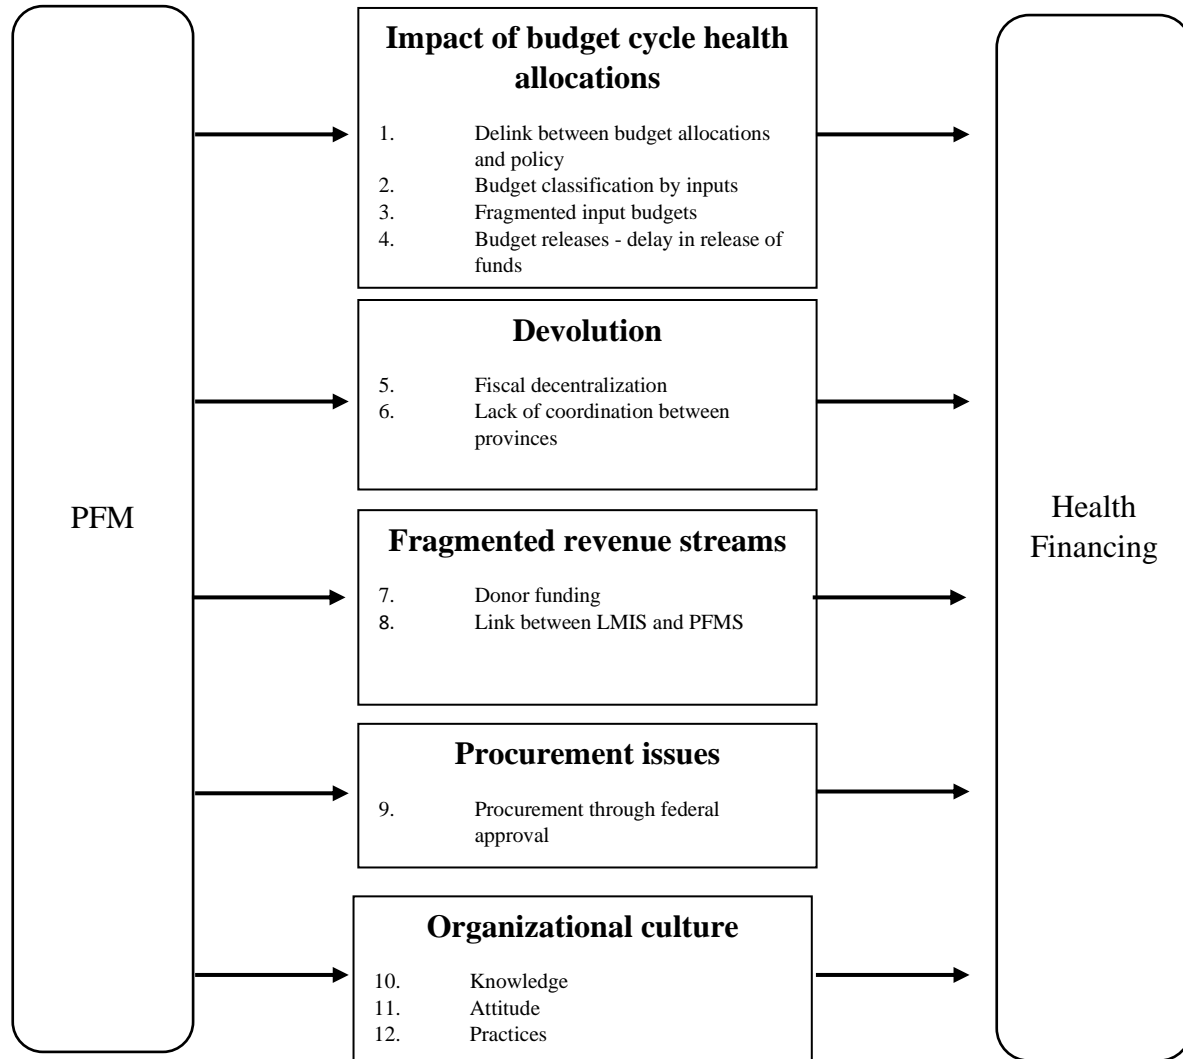 PFM
Impact of budget cycle health
allocations
1. Delink between budget allocations
and policy
2. Budget classification by inputs
3. Fragmented input budgets
4. Budget releases - delay in release of
funds
Devolution
5. Fiscal decentralization
6. Lack of coordination between
provinces
Fragmented revenue streams
7. Donor funding
8. Link between LMIS and PFMS
Procurement issues
9. Procurement through federal
approval
Organizational culture
10. Knowledge
11. Attitude
12. Practices
Health
Financing